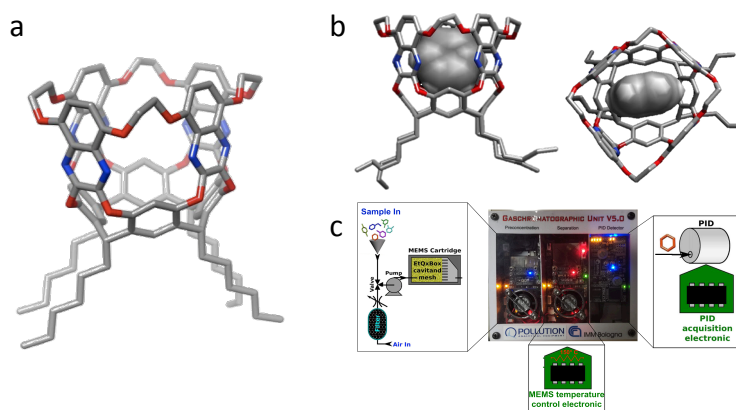 a
b
c
Sample In
Valve
Pump
MEMS Cartridge
EtQxBox
cavitand
mesh
Filter
Air In
GASCHROMATOGRAPHIC UNIT V5.0
Preconcentration
Separation
PID Detector
POLLUTION
IMM Bologna
PID
PID
acquisition
electronic
MEMS temperature
control electronic